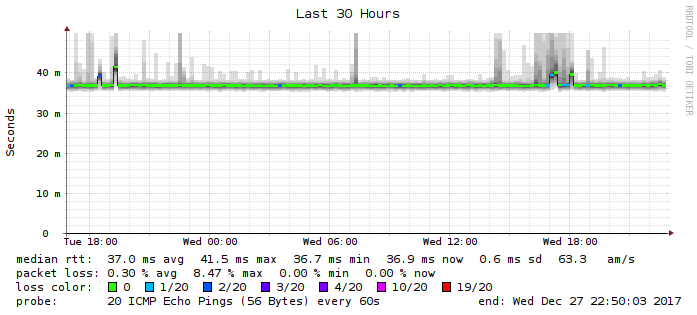 Last 30 Hours
RRDTOOL / TOBI OETIKER
Seconds
40 m
30 m
20 m
10 m
0
Tue 18:00 Wed 00:00 Wed 06:00 Wed 12:00 Wed 18:00
median rtt: 37.0 ms avg 41.5 ms max 36.7 ms min 36.9 ms now 0.6 ms sd 63.3 am/s
packet loss: 0.30 % avg 8.47 % max 0.00 % min 0.00 % now
loss color: 0 1/20 2/20 3/20 4/20 10/20 19/20
probe: 20 ICMP Echo Pings (56 Bytes) every 60s end: Wed Dec 27 22:50:03 2017